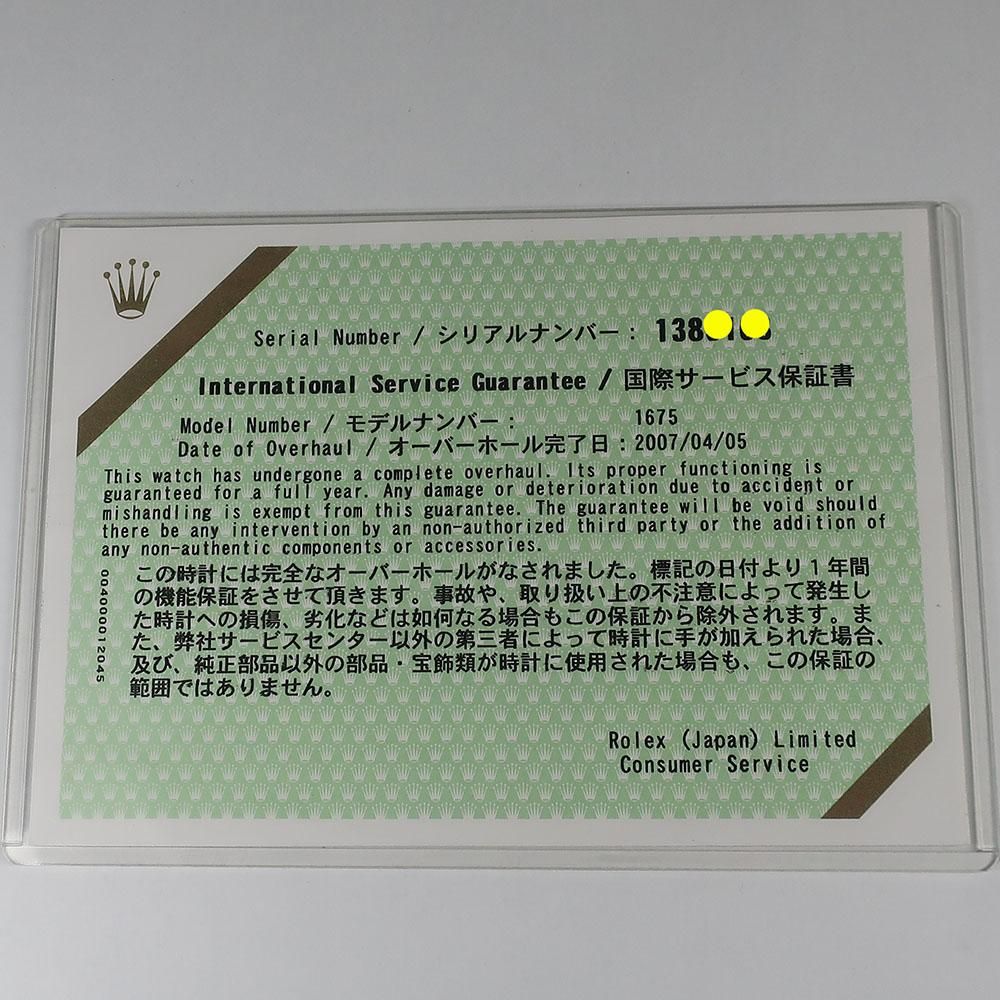 Serial Number / シリアルナンバー : 138
International Service Guarantee / 国際サービス保証書
Model Number / モデルナンバー : 1675
Date of Overhaul / オーバーホール完了日 : 2007/04/05
This watch has undergone a complete overhaul. Its proper functioning is
guaranteed for a full year. Any damage or deterioration due to accident or
mishandling is exempt from this guarantee. The guarantee will be void should
there be any intervention by an non-authorized third party or the addition of
any non-authentic components or accessories.
この時計には完全なオーバーホールがなされました。標記の日付より1年間
の機能保証をさせて頂きます。事故や、取り扱い上の不注意によって発生し
た時計への損傷、劣化などは如何なる場合もこの保証から除外されます。ま
た、弊社サービスセンター以外の第三者によって時計に手が加えられた場合、
及び、純正部品以外の部品・宝飾類が時計に使用された場合も、この保証の
範囲ではありません。
004000012045
Rolex (Japan) Limited
Consumer Service